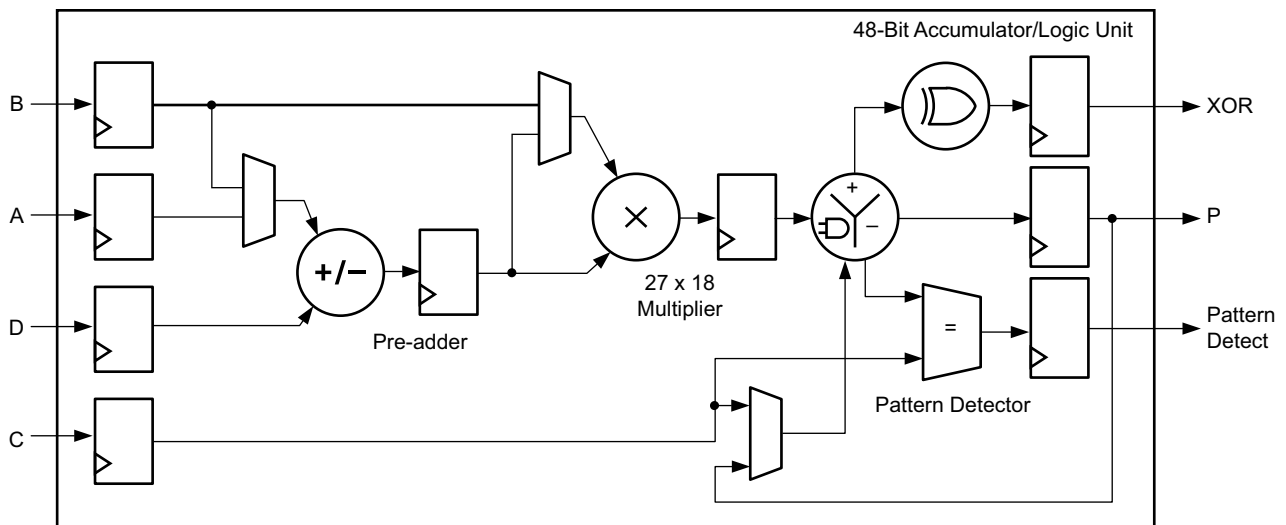 48-Bit Accumulator/Logic Unit
B
XOR
A
+
−
P
+/−
×
27 x 18
Multiplier
D
Pre-adder
=
Pattern
Detect
C
Pattern Detector